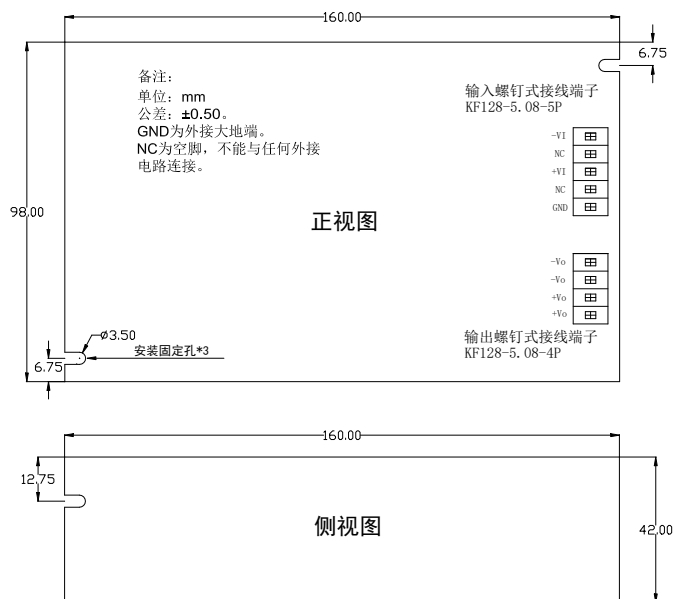 160.00
6.75
备注：
单位：mm
公差：±0.50。
GND为外接大地端。
NC为空脚，不能与任何外接
电路连接。
输入螺钉式接线端子
KF128-5.08-5P
-VI
NC
+VI
NC
GND
98.00
正视图
-Vo
-Vo
+Vo
+Vo
输出螺钉式接线端子
KF128-5.08-4P
ø3.50
安装固定孔*3
6.75
160.00
12.75
侧视图
42.00